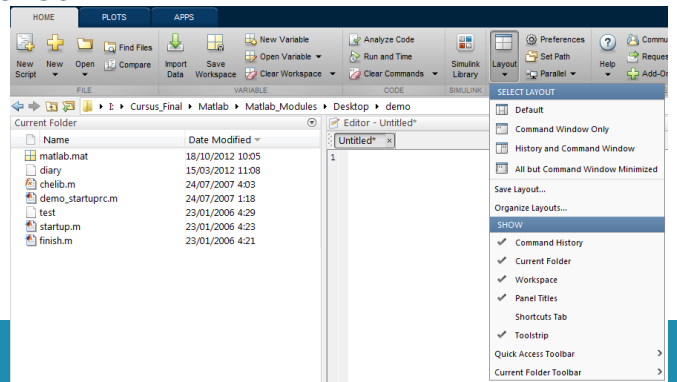 HOME PLOTS APPS
New Script
New
Open
Find Files
Compare
Import Data
Save Workspace
New Variable
Open Variable
Clear Workspace
Analyze Code
Run and Time
Clear Commands
Simulink Library
Layout
Preferences
Set Path
Parallel
Help
Commu
Reques
Add-On
FILE VARIABLE CODE SIMULINK
I: Cursus_Final Matlab Matlab_Modules Desktop demo
Current Folder
Name Date Modified
matlab.mat 18/10/2012 10:05
diary 15/03/2012 11:08
chelib.m 24/07/2007 4:03
demo_startuprc.m 24/07/2007 1:18
test 23/01/2006 4:29
startup.m 23/01/2006 4:23
finish.m 23/01/2006 4:21
Editor - Untitled*
Untitled* ×
1
SELECT LAYOUT
Default
Command Window Only
History and Command Window
All but Command Window Minimized
Save Layout...
Organize Layouts...
SHOW
Command History
Current Folder
Workspace
Panel Titles
Shortcuts Tab
Toolstrip
Quick Access Toolbar
Current Folder Toolbar